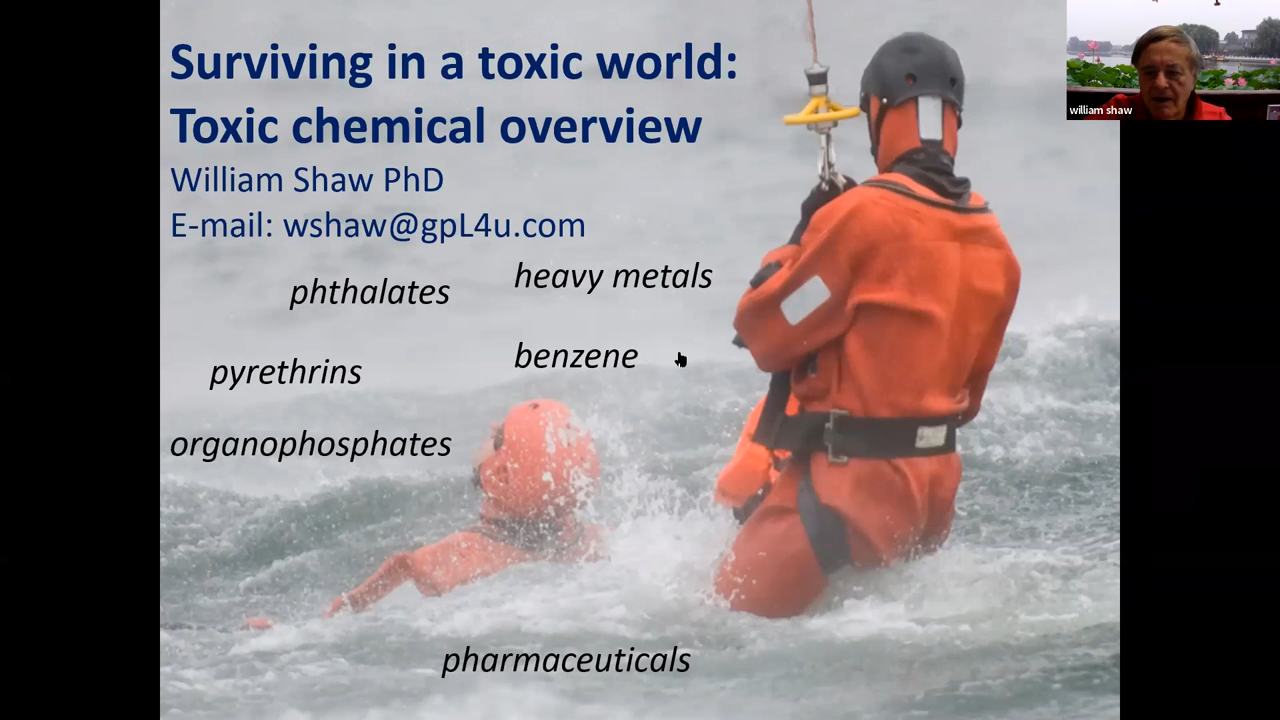 Surviving in a toxic world:
Toxic chemical overview
William Shaw PhD
E-mail: wshaw@gpL4u.com
phthalates
heavy metals
pyrethrins
benzene
organophosphates
pharmaceuticals
william shaw